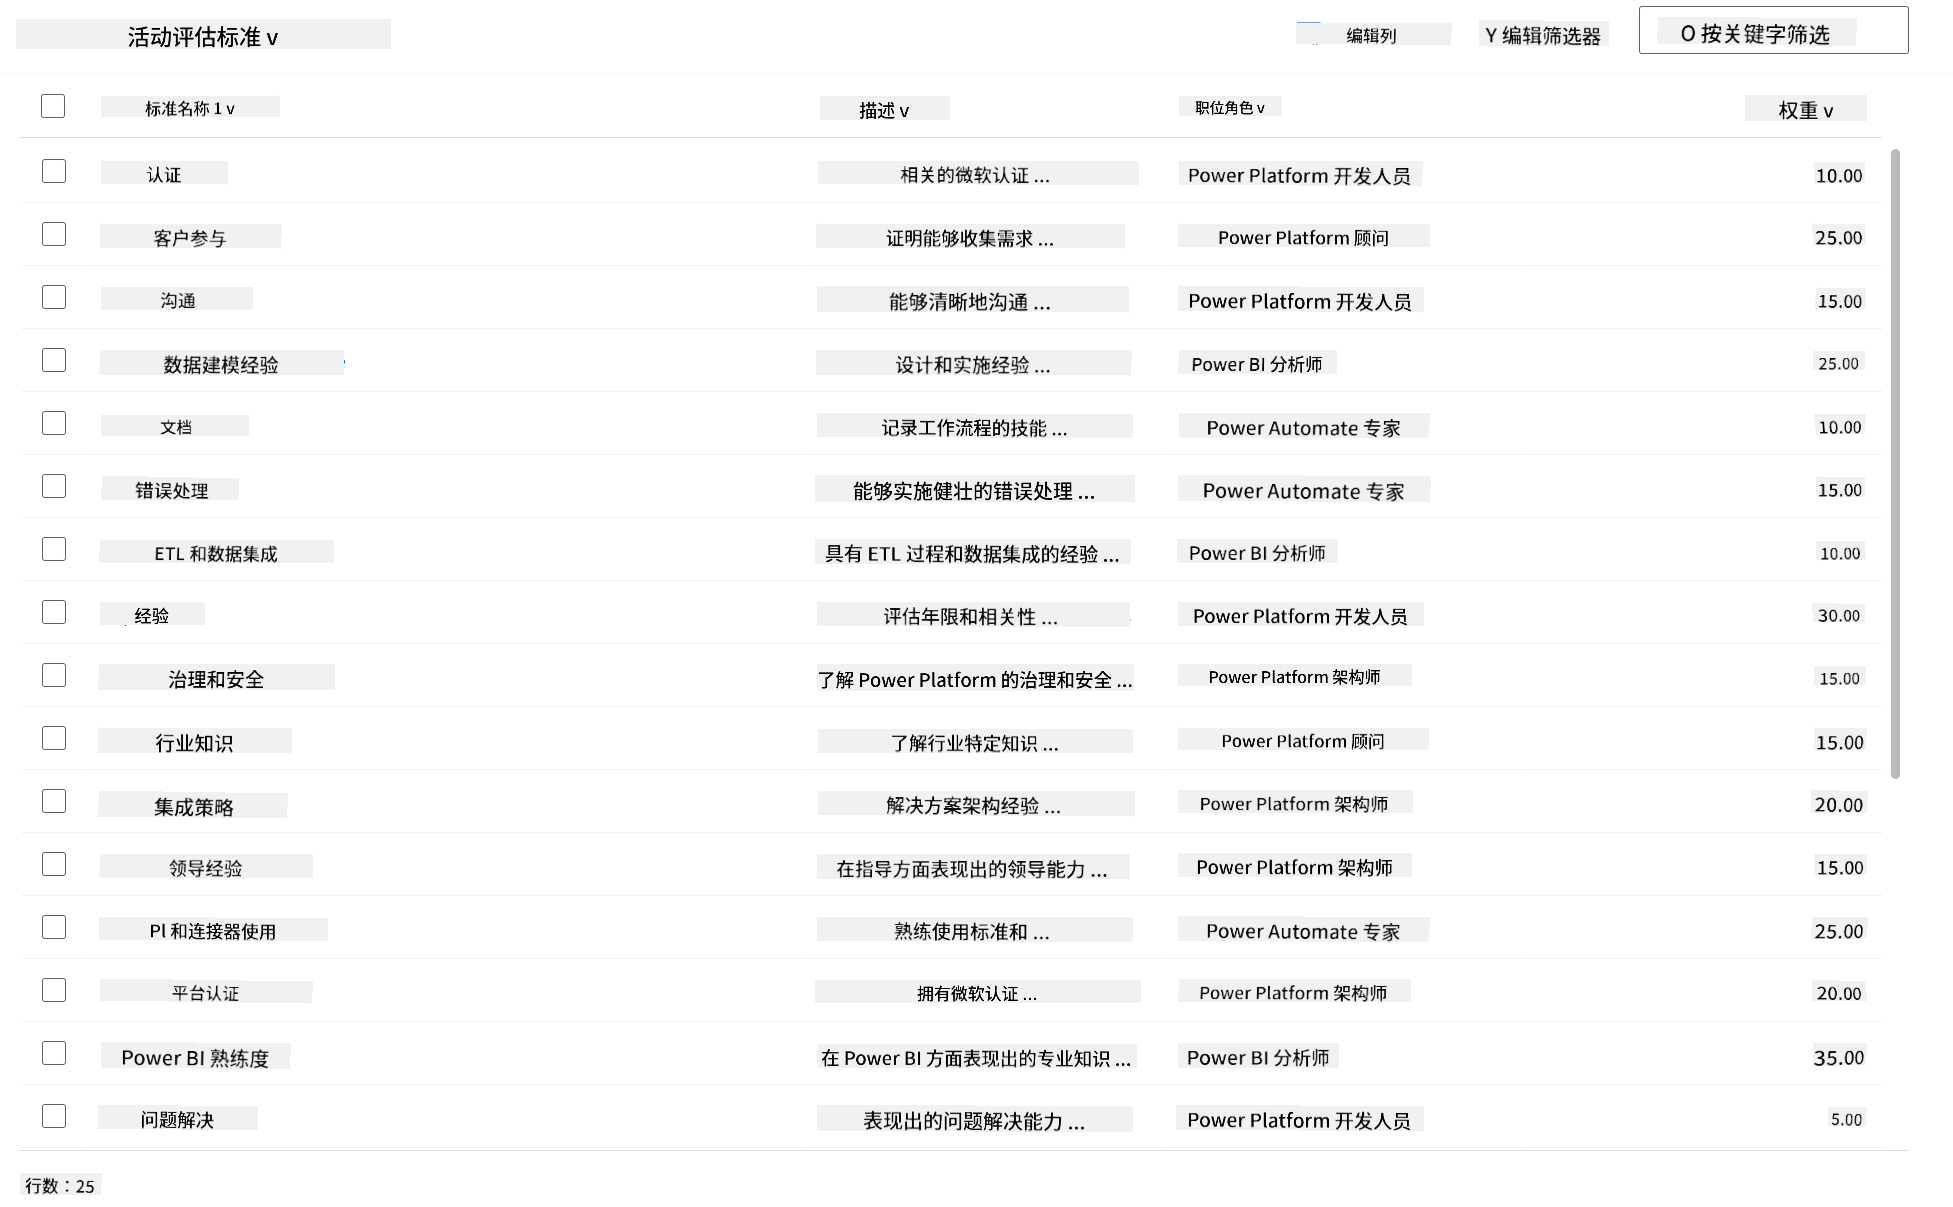 活动评估标准 v
编辑列 Y 编辑筛选器 O 按关键字筛选
标准名称 1 v 描述 v 职位角色 v 权重 v
认证 相关的微软认证 ... Power Platform 开发人员 10.00
客户参与 证明能够收集需求 ... Power Platform 顾问 25.00
沟通 能够清晰地沟通 ... Power Platform 开发人员 15.00
数据建模经验 设计和实施经验 ... Power BI 分析师 25.00
文档 记录工作流程的技能 ... Power Automate 专家 10.00
错误处理 能够实施健壮的错误处理 ... Power Automate 专家 15.00
ETL 和数据集成 具有 ETL 过程和数据集成的经验 ... Power BI 分析师 10.00
经验 评估年限和相关性 ... Power Platform 开发人员 30.00
治理和安全 了解 Power Platform 的治理和安全 ... Power Platform 架构师 15.00
行业知识 了解行业特定知识 ... Power Platform 顾问 15.00
集成策略 解决方案架构经验 ... Power Platform 架构师 20.00
领导经验 在指导方面表现出的领导能力 ... Power Platform 架构师 15.00
Pl 和连接器使用 熟练使用标准和 ... Power Automate 专家 25.00
平台认证 拥有微软认证 ... Power Platform 架构师 20.00
Power BI 熟练度 在 Power BI 方面表现出的专业知识 ... Power BI 分析师 35.00
问题解决 表现出的问题解决能力 ... Power Platform 开发人员 5.00
行数：25